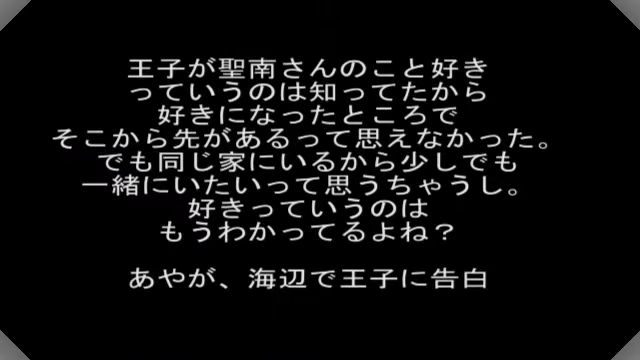 王子が聖南さんのこと好き
っていうのは知ってたから
好きになったところで
そこから先があるって思えなかった。
でも同じ家にいるから少しでも
一緒にいたいって思うちゃうし。
好きっていうのは
もうわかってるよね？
あやが、海辺で王子に告白